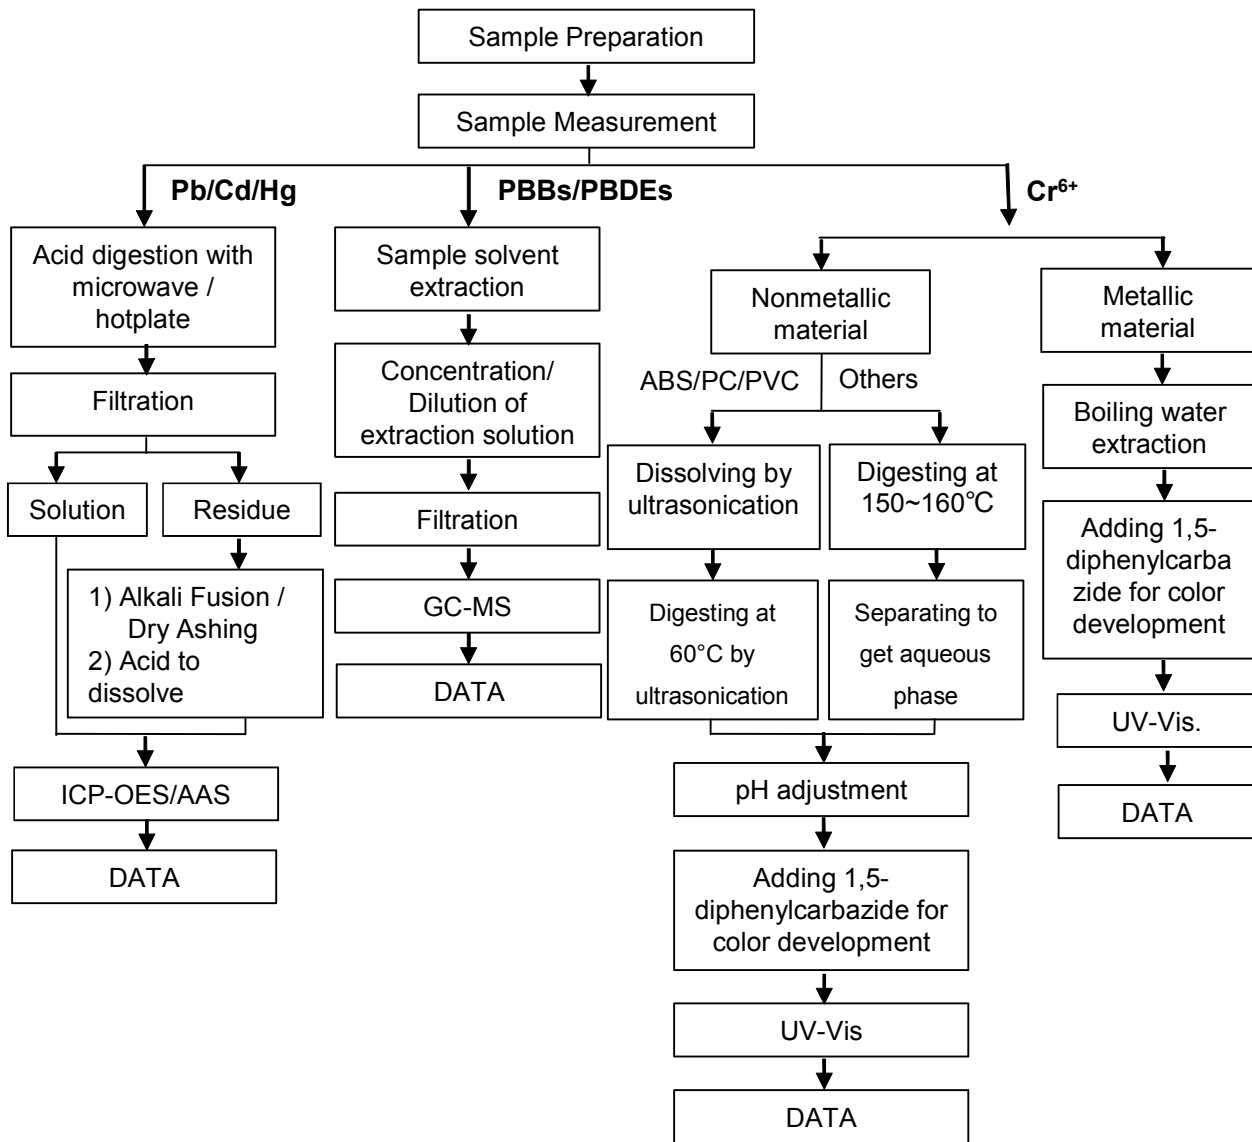 Sample Preparation
Sample Measurement
Pb/Cd/Hg
PBBs/PBDEs
Cr⁶⁺
Acid digestion with
microwave /
hotplate
Filtration
Solution
Residue
1) Alkali Fusion /
Dry Ashing
2) Acid to
dissolve
ICP-OES/AAS
DATA
Sample solvent
extraction
Concentration/
Dilution of
extraction solution
Filtration
GC-MS
DATA
Nonmetallic
material
ABS/PC/PVC
Others
Dissolving by
ultrasonication
Digesting at
60°C by
ultrasonication
Digesting at
150~160℃
Separating to
get aqueous
phase
pH adjustment
Adding 1,5-
diphenylcarbazide for
color development
UV-Vis
DATA
Metallic
material
Boiling water
extraction
Adding 1,5-
diphenylcarba
zide for color
development
UV-Vis.
DATA